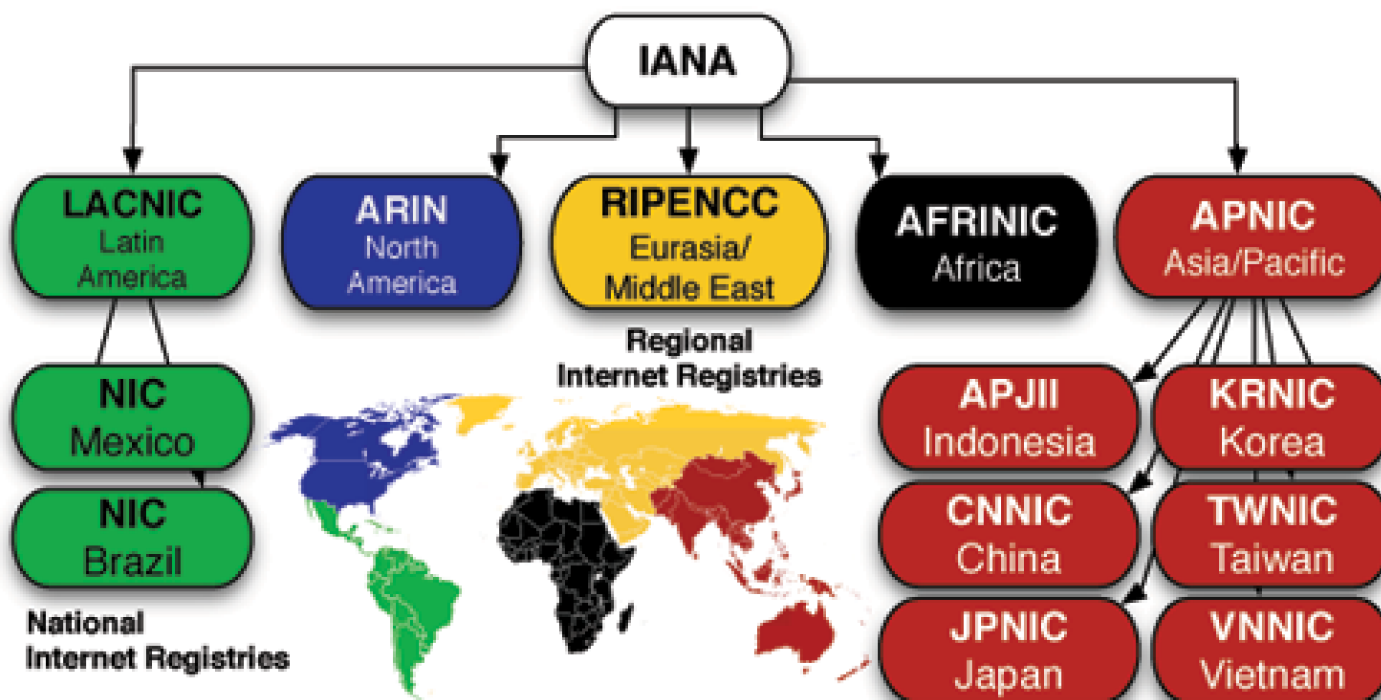 IANA
LACNIC
Latin
America
ARIN
North
America
RIPENCC
Eurasia/
Middle East
AFRINIC
Africa
APNIC
Asia/Pacific
Regional
Internet Registries
NIC
Mexico
NIC
Brazil
National
Internet Registries
APJII
Indonesia
KRNIC
Korea
CNNIC
China
TWNIC
Taiwan
JPNIC
Japan
VNNIC
Vietnam